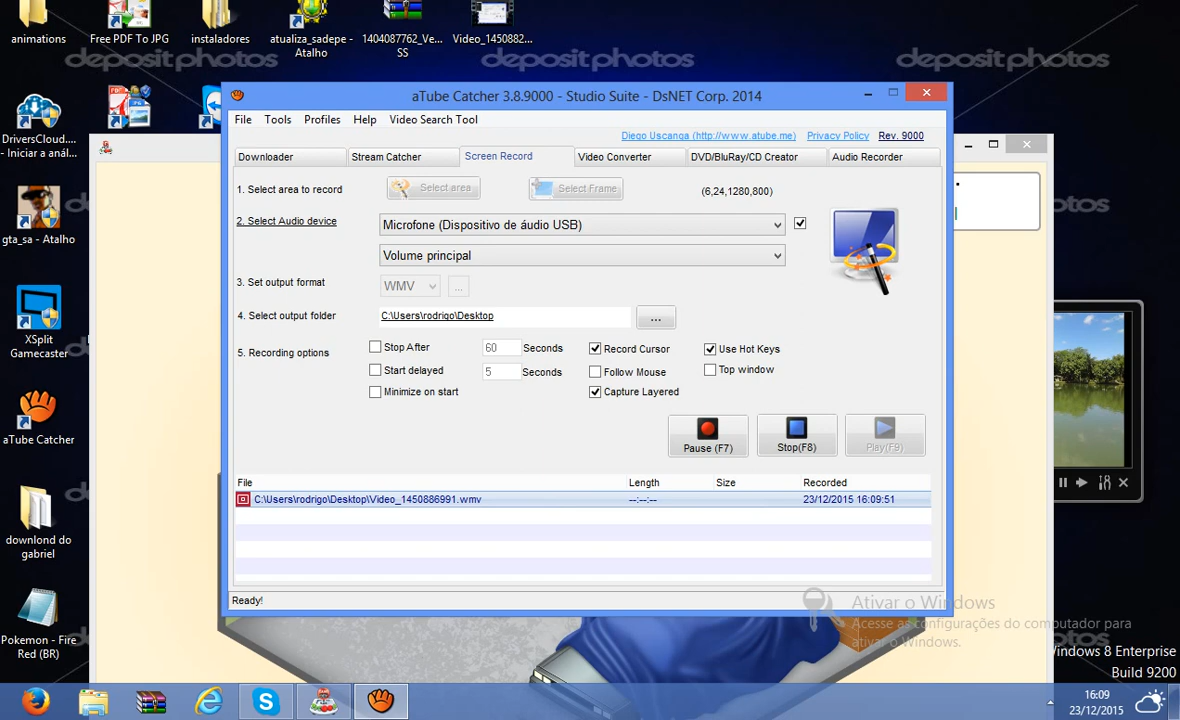 animations
Free PDF To JPG
instaladores
atualiza_sadepe -
Atalho
1404087762_Ve...
SS
Video_1450882...
depositphotos
depositphotos
depositphotos
DriversCloud....
- Iniciar a anál...
gta_sa - Atalho
XSplit
Gamecaster
aTube Catcher
downlond do
gabriel
Pokemon - Fire
Red (BR)
aTube Catcher 3.8.9000 - Studio Suite - DsNET Corp. 2014
File Tools Profiles Help Video Search Tool
Diego Uscanga (http://www.atube.me) Privacy Policy Rev. 9000
Downloader Stream Catcher Screen Record Video Converter DVD/BluRay/CD Creator Audio Recorder
1. Select area to record Select area Select Frame (6,24,1280,800)
2. Select Audio device Microfone (Dispositivo de áudio USB)
Volume principal
3. Set output format WMV ...
4. Select output folder C:\Users\rodrigo\Desktop ...
5. Recording options Stop After 60 Seconds Record Cursor Use Hot Keys
Start delayed 5 Seconds Follow Mouse Top window
Minimize on start Capture Layered
Pause (F7) Stop(F8) Play(F9)
File Length Size Recorded
C:\Users\rodrigo\Desktop\Video_1450886991.wmv --:--:-- 23/12/2015 16:09:51
Ready!
Ativar o Windows
Acesse as configurações do computador para
ativar o Windows.
Windows 8 Enterprise
Build 9200
16:09
23/12/2015